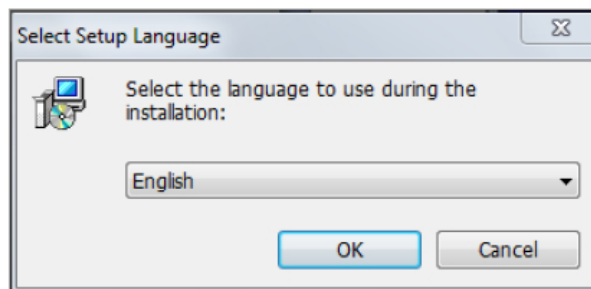 Select Setup Language
Select the language to use during the
installation:
English
OK
Cancel